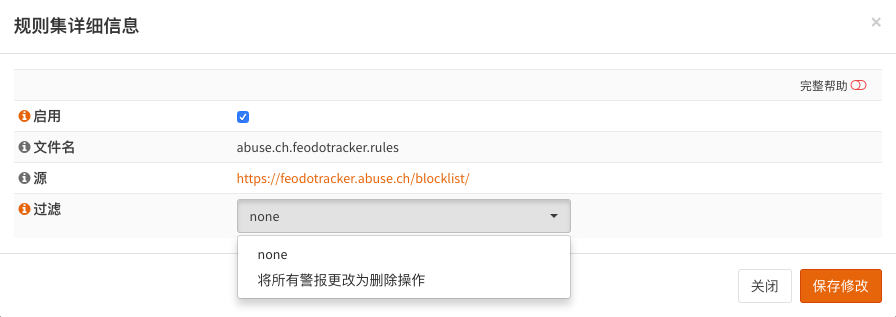 规则集详细信息
×
完整帮助
启用
文件名 abuse.ch.feodotracker.rules
源 https://feodotracker.abuse.ch/blocklist/
过滤 none
none
将所有警报更改为删除操作
关闭 保存修改